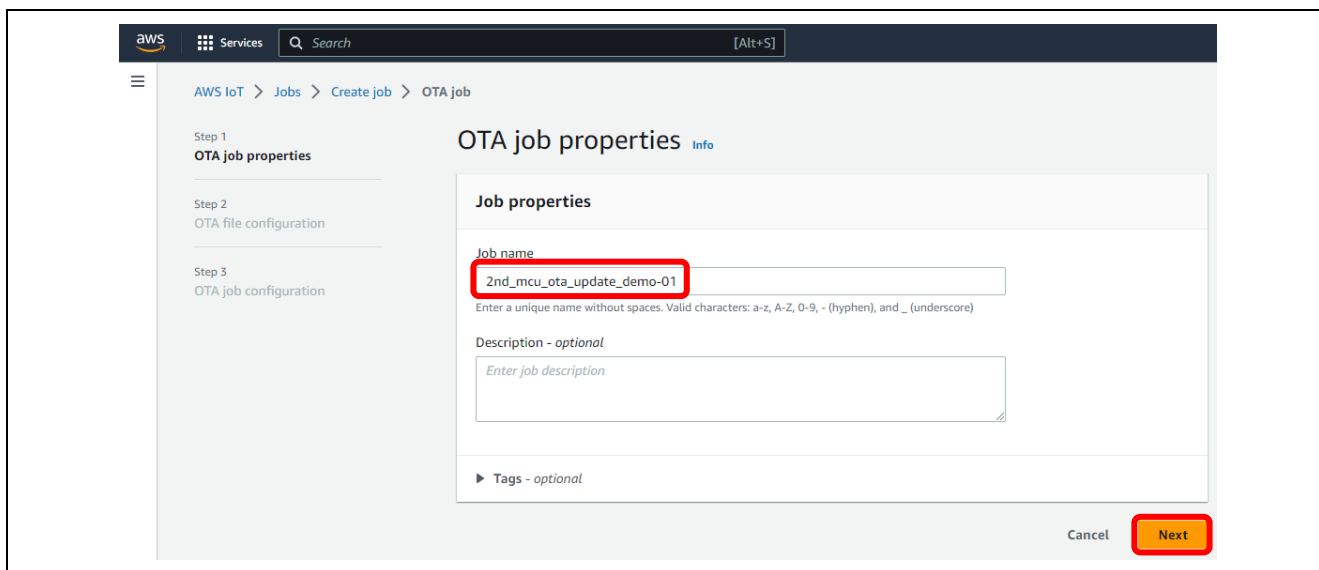 aws Services Search [Alt+S]
AWS IoT > Jobs > Create job > OTA job
Step 1
OTA job properties
Step 2
OTA file configuration
Step 3
OTA job configuration
OTA job properties Info
Job properties
Job name
2nd_mcu_ota_update_demo-01
Enter a unique name without spaces. Valid characters: a-z, A-Z, 0-9, - (hyphen), and _ (underscore)
Description - optional
Enter job description
Tags - optional
Cancel Next